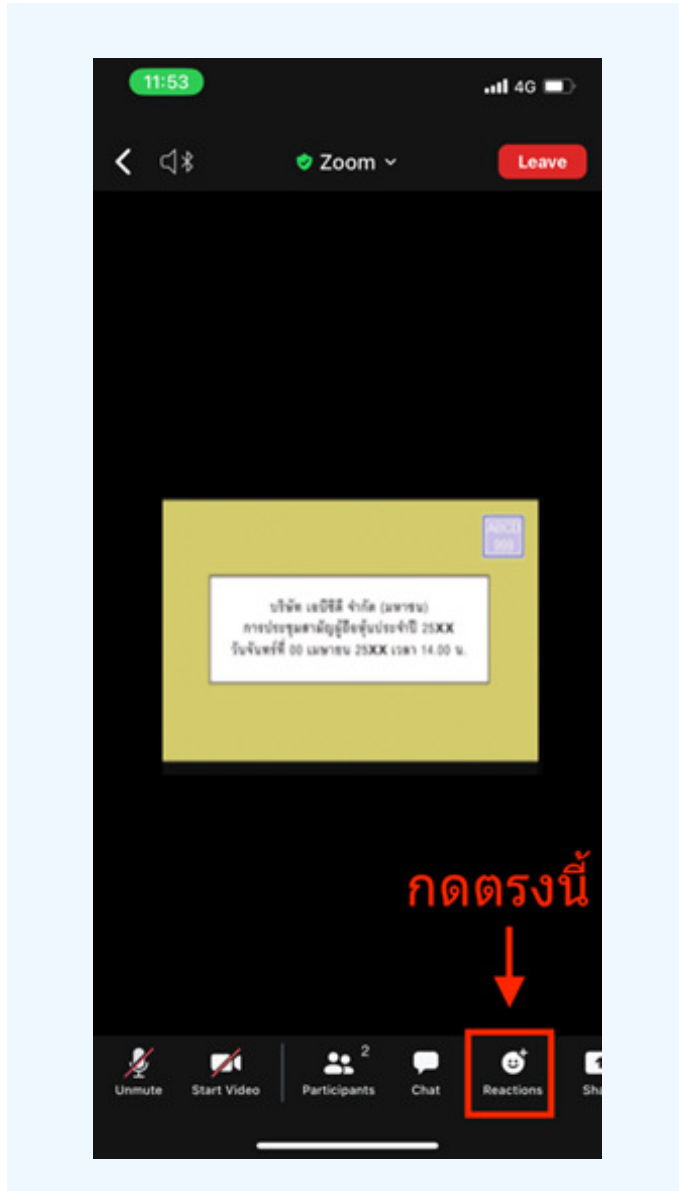 11:53
4G
Zoom
Leave
ABCD
999
บริษัท เอบีซีดี จำกัด (มหาชน)
การประชุมสามัญผู้ถือหุ้นประจำปี 25XX
วันจันทร์ที่ 00 เมษายน 25XX เวลา 14.00 น.
กดตรงนี้
2
Unmute
Start Video
Participants
Chat
Reactions
Sha